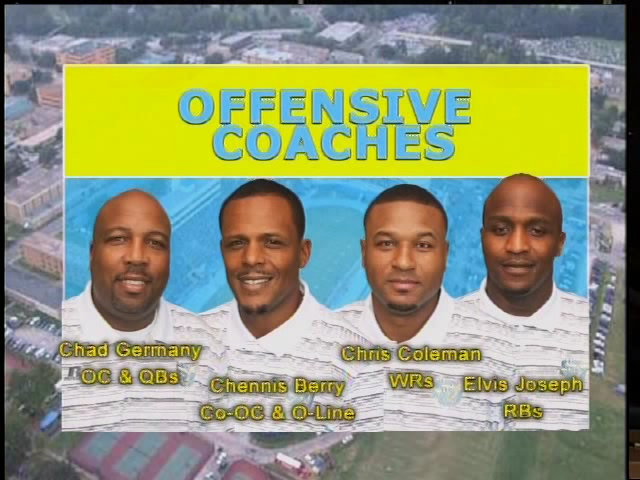 OFFENSIVE
COACHES
Chad Germany
OC & QBs
Chennis Berry
Co-OC & O-Line
Chris Coleman
WRs
Elvis Joseph
RBs